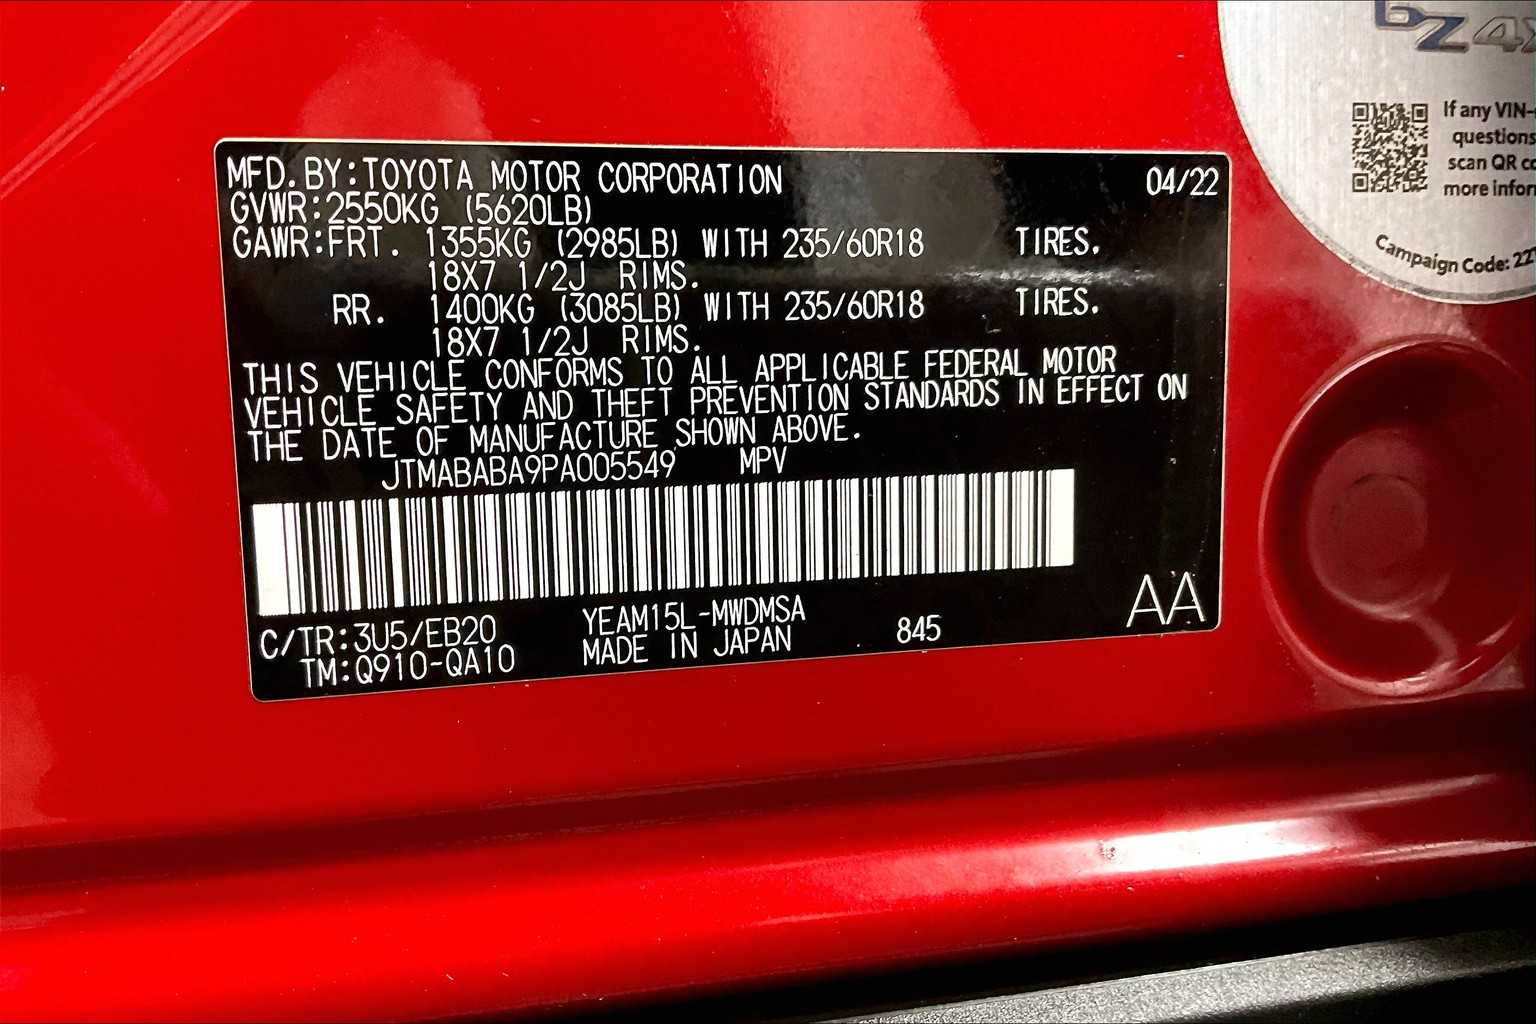 MFD.BY:TOYOTA MOTOR CORPORATION 04/22
GVWR:2550KG (5620LB)
GAWR:FRT. 1355KG (2985LB) WITH 235/60R18 TIRES.
18X7 1/2J RIMS.
RR. 1400KG (3085LB) WITH 235/60R18 TIRES.
18X7 1/2J RIMS.
THIS VEHICLE CONFORMS TO ALL APPLICABLE FEDERAL MOTOR
VEHICLE SAFETY AND THEFT PREVENTION STANDARDS IN EFFECT ON
THE DATE OF MANUFACTURE SHOWN ABOVE.
JTMABABA9PA005549 MPV
C/TR:3U5/EB20 YEAM15L-MWDMSA 845 AA
TM:Q910-QA10 MADE IN JAPAN
bZ4X
If any VIN-
questions
scan QR
more
Campaign Code: 22